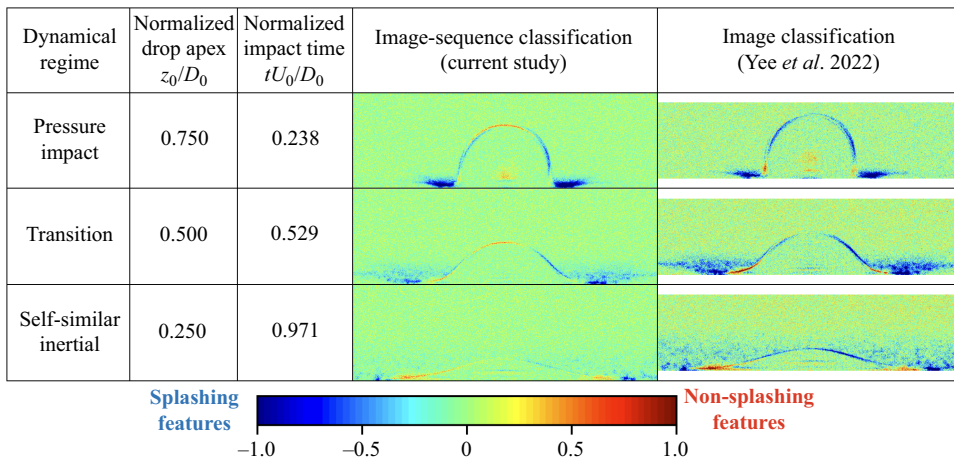 Dynamical
regime
Normalized
drop apex
z₀/D₀
Normalized
impact time
tU₀/D₀
Image-sequence classification
(current study)
Image classification
(Yee et al. 2022)
Pressure
impact
0.750
0.238
Transition
0.500
0.529
Self-similar
inertial
0.250
0.971
Splashing
features
Non-splashing
features
–1.0
–0.5
0
0.5
1.0